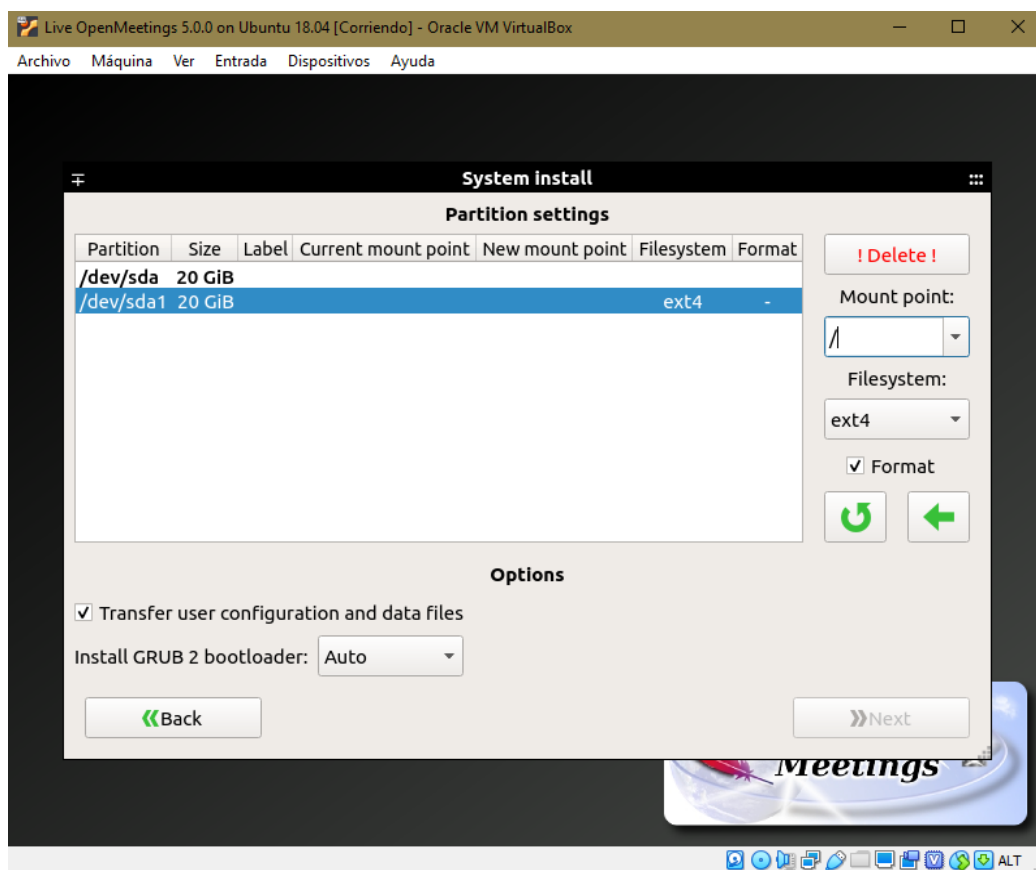 Live OpenMeetings 5.0.0 on Ubuntu 18.04 [Corriendo] - Oracle VM VirtualBox
Archivo Máquina Ver Entrada Dispositivos Ayuda
System install
Partition settings
Partition Size Label Current mount point New mount point Filesystem Format
/dev/sda 20 GiB
/dev/sda1 20 GiB ext4 -
! Delete !
Mount point:
/
Filesystem:
ext4
Format
Options
Transfer user configuration and data files
Install GRUB 2 bootloader: Auto
Back
Next
Meetings
ALT